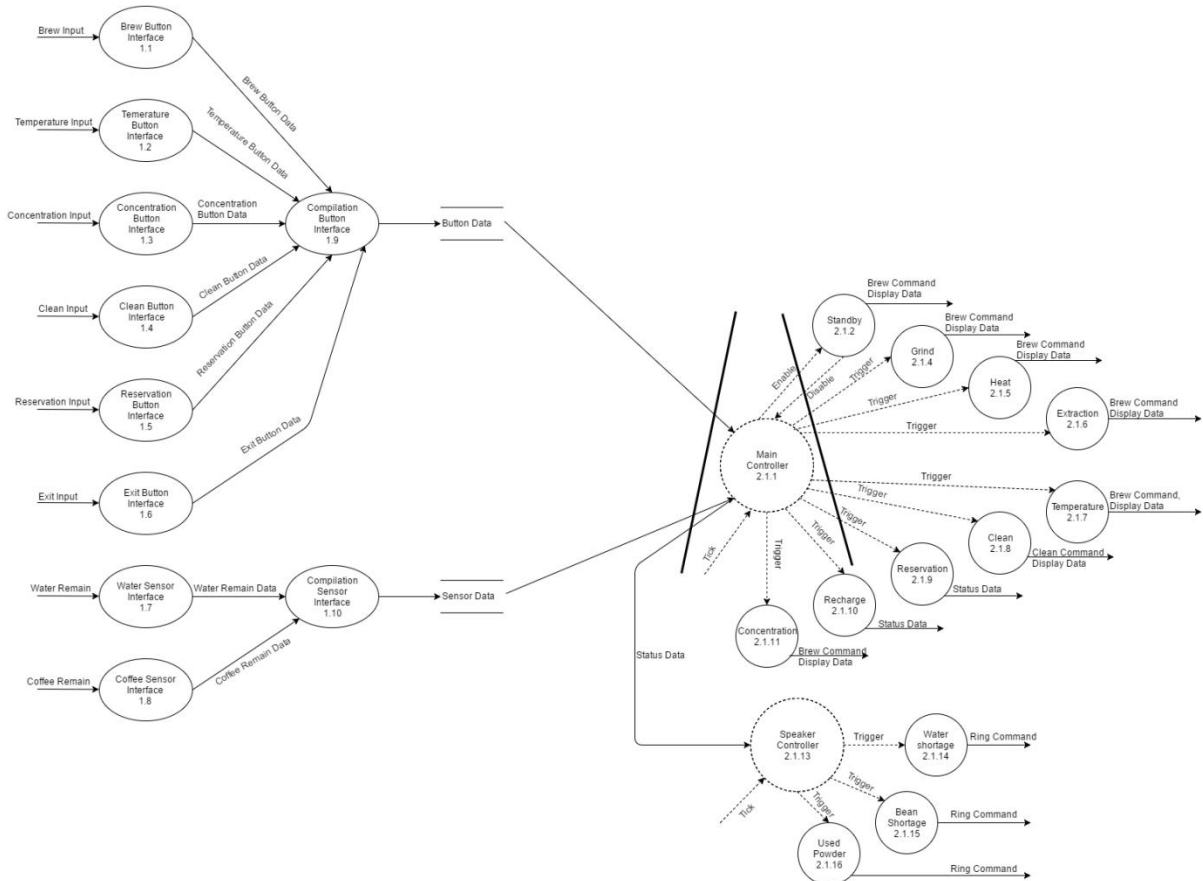 Brew Input
Brew Button
Interface
1.1
Brew Button Data
Temperature Input
Temerature
Button
Interface
1.2
Temperature Button Data
Concentration Input
Concentration
Button
Interface
1.3
Concentration
Button Data
Compilation
Button
Interface
1.9
Button Data
Clean Input
Clean Button
Interface
1.4
Clean Button Data
Reservation Input
Reservation
Button
Interface
1.5
Reservation Button Data
Exit Input
Exit Button
Interface
1.6
Exit Button Data
Water Remain
Water Sensor
Interface
1.7
Water Remain Data
Compilation
Sensor
Interface
1.10
Sensor Data
Coffee Remain
Coffee Sensor
Interface
1.8
Coffee Remain Data
Main
Controller
2.1.1
Tick
Enable
Disable
Standby
2.1.2
Brew Command
Display Data
Trigger
Grind
2.1.4
Brew Command
Display Data
Trigger
Heat
2.1.5
Brew Command
Display Data
Trigger
Extraction
2.1.6
Brew Command
Display Data
Trigger
Temperature
2.1.7
Brew Command,
Display Data
Trigger
Clean
2.1.8
Clean Command
Display Data
Trigger
Reservation
2.1.9
Status Data
Trigger
Recharge
2.1.10
Status Data
Trigger
Concentration
2.1.11
Brew Command
Display Data
Status Data
Speaker
Controller
2.1.13
Tick
Trigger
Water
shortage
2.1.14
Ring Command
Trigger
Bean
Shortage
2.1.15
Ring Command
Trigger
Used
Powder
2.1.16
Ring Command